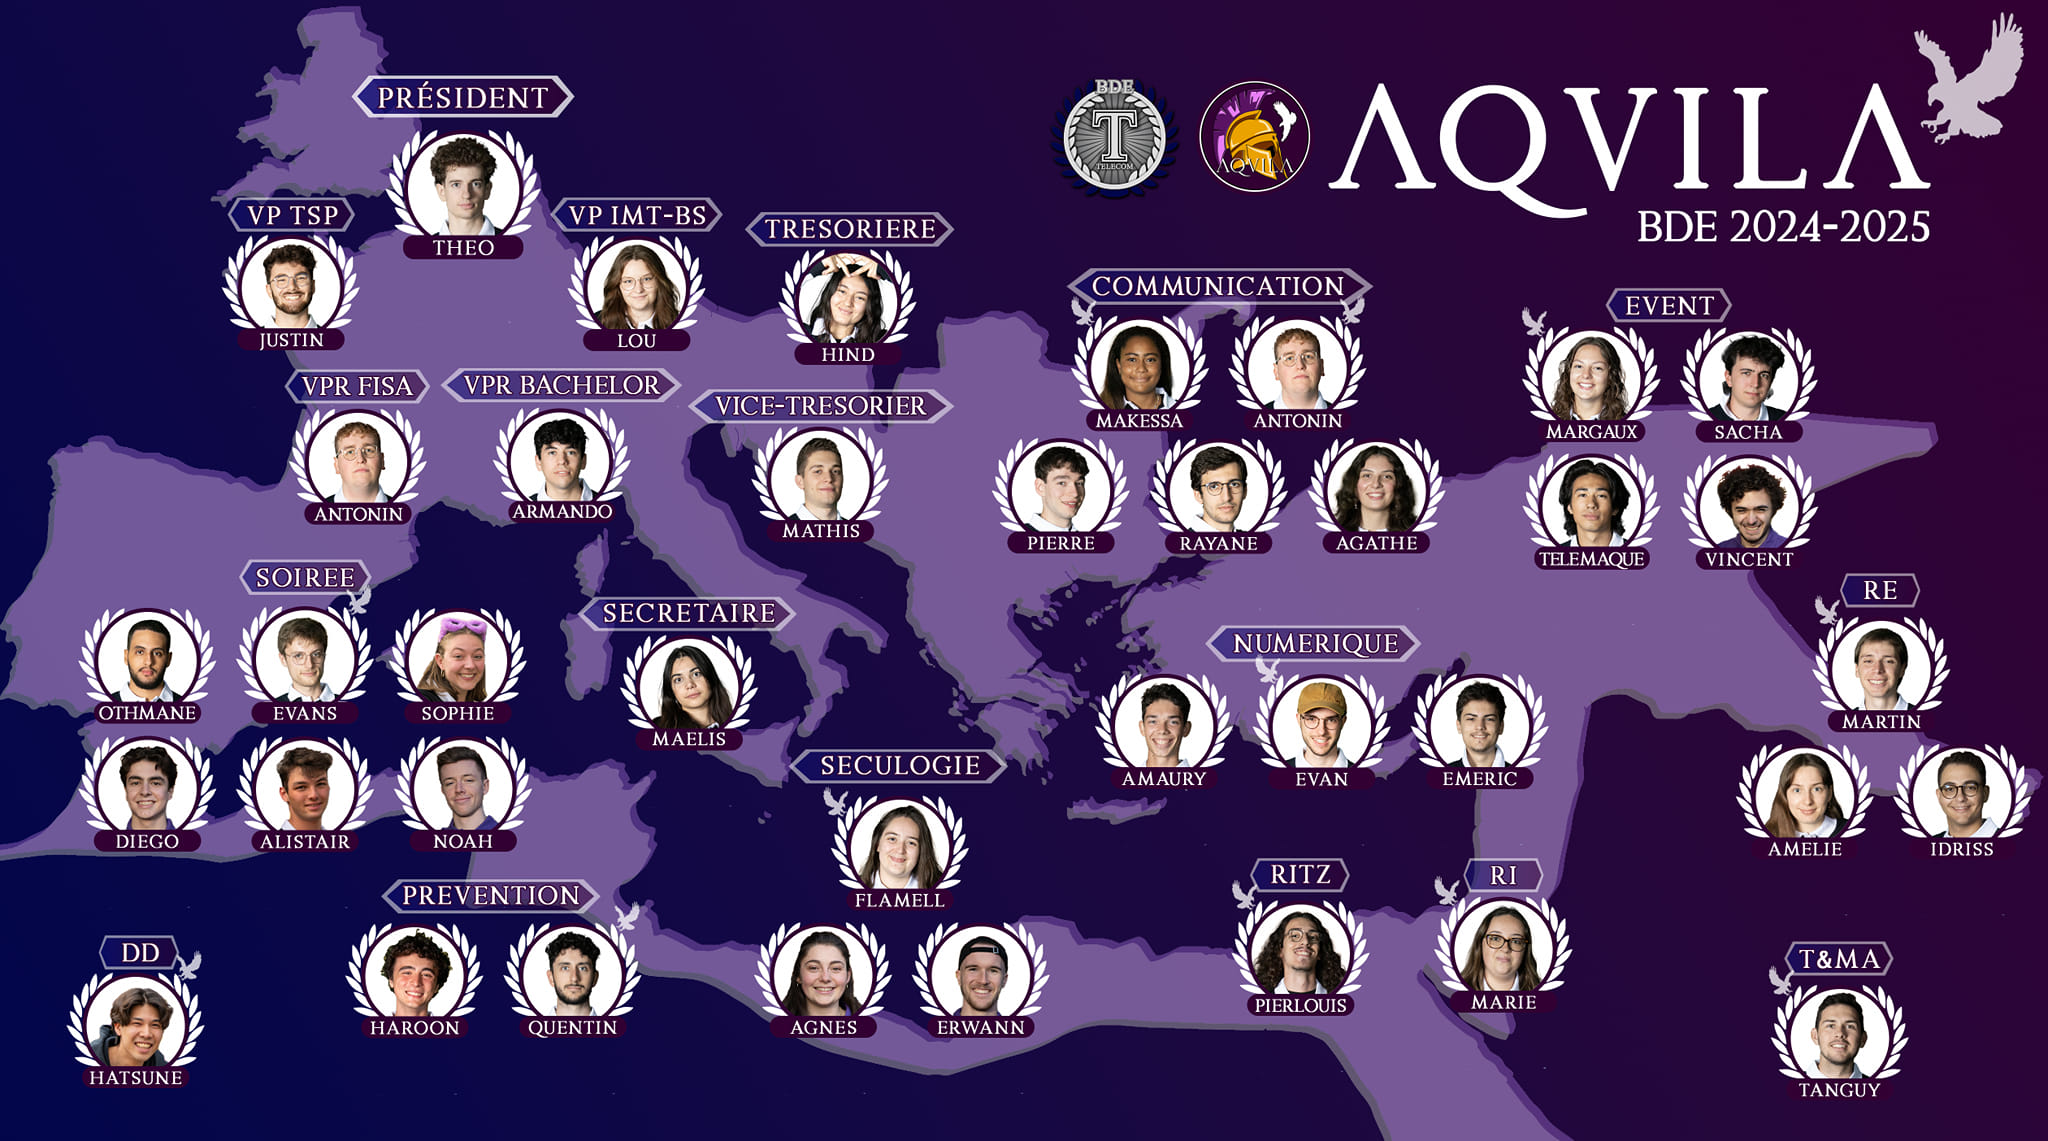 BDE
T
TELECOM
AQVILA
AQVILA
BDE 2024-2025
PRÉSIDENT
THEO
VP TSP
JUSTIN
VP IMT-BS
LOU
TRESORIERE
HIND
VPR FISA
ANTONIN
VPR BACHELOR
ARMANDO
VICE-TRESORIER
MATHIS
COMMUNICATION
MAKESSA
ANTONIN
PIERRE
RAYANE
AGATHE
EVENT
MARGAUX
SACHA
TELEMAQUE
VINCENT
SOIREE
OTHMANE
EVANS
SOPHIE
DIEGO
ALISTAIR
NOAH
SECRETAIRE
MAELIS
NUMERIQUE
AMAURY
EVAN
EMERIC
RE
MARTIN
AMELIE
IDRISS
SECULOGIE
FLAMELL
AGNES
ERWANN
PREVENTION
HAROON
QUENTIN
RITZ
PIERLOUIS
RI
MARIE
DD
HATSUNE
T&MA
TANGUY